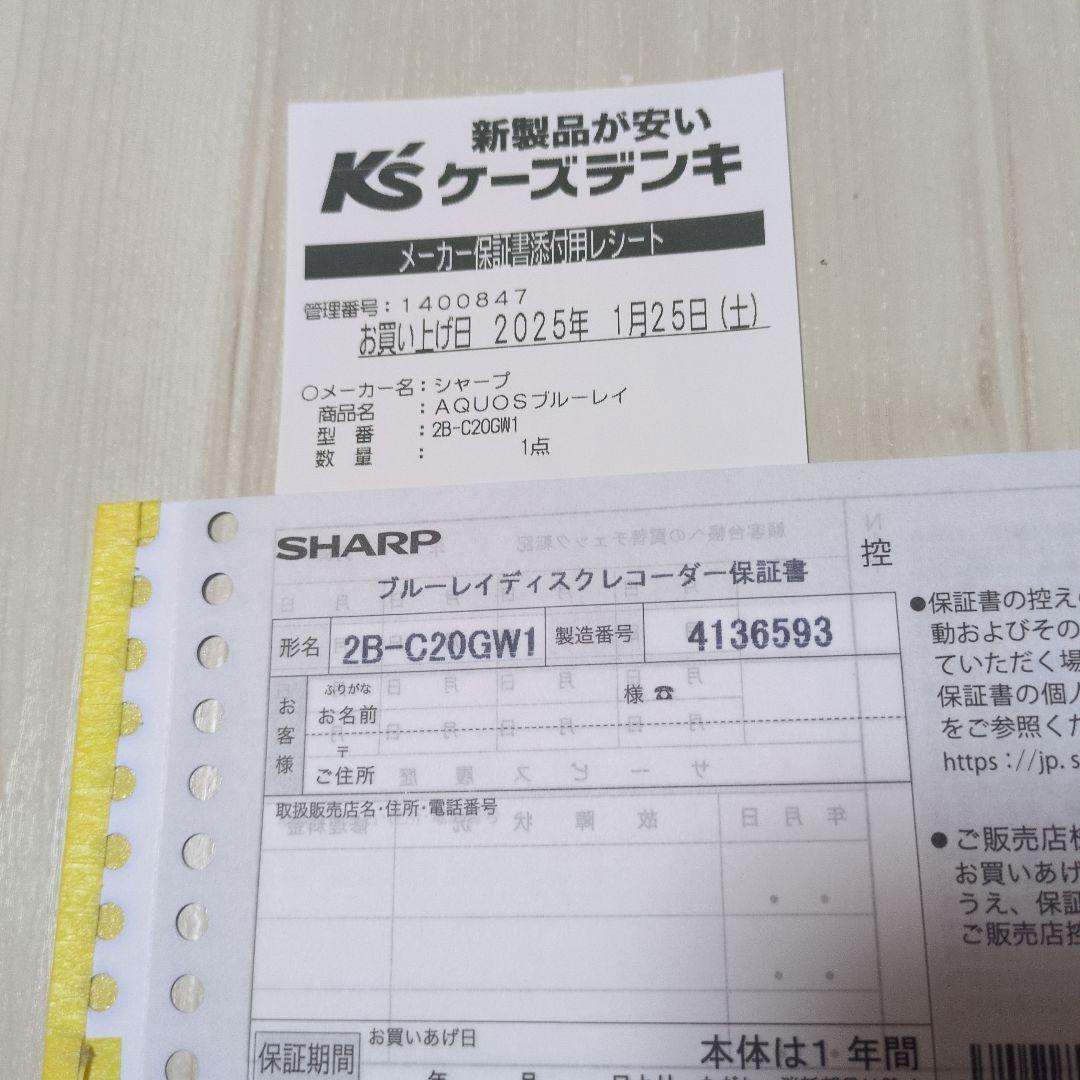 新製品が安い
K'sケーズデンキ
メーカー保証書添付用レシート
管理番号：1400847
お買い上げ日 2025年 1月25日(土)
○メーカー名：シャープ
商品名 ：AQUOSブルーレイ
型 番 ：2B-C20GW1
数 量 ： 1点
SHARP
控
ブルーレイディスクレコーダー保証書
形名 2B-C20GW1 製造番号 4136593
お客様
ふりがな
お名前 様 ☎
〒
ご住所
取扱販売店名・住所・電話番号
保証期間
お買いあげ日
本体は1年間
年 月
●保証書の控え
動およびその
ていただく場
保証書の個人
をご参照くだ
https://jp.s
●ご販売店様
お買いあげ
うえ、保証
ご販売店控